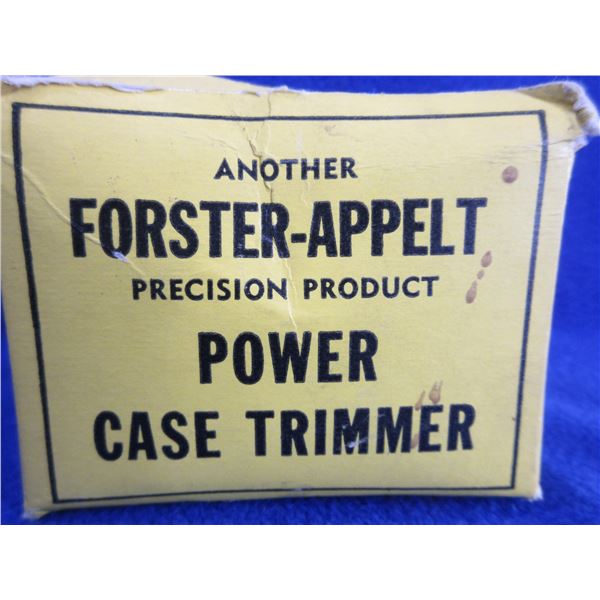 ANOTHER
FORSTER-APPELT
PRECISION PRODUCT
POWER
CASE TRIMMER